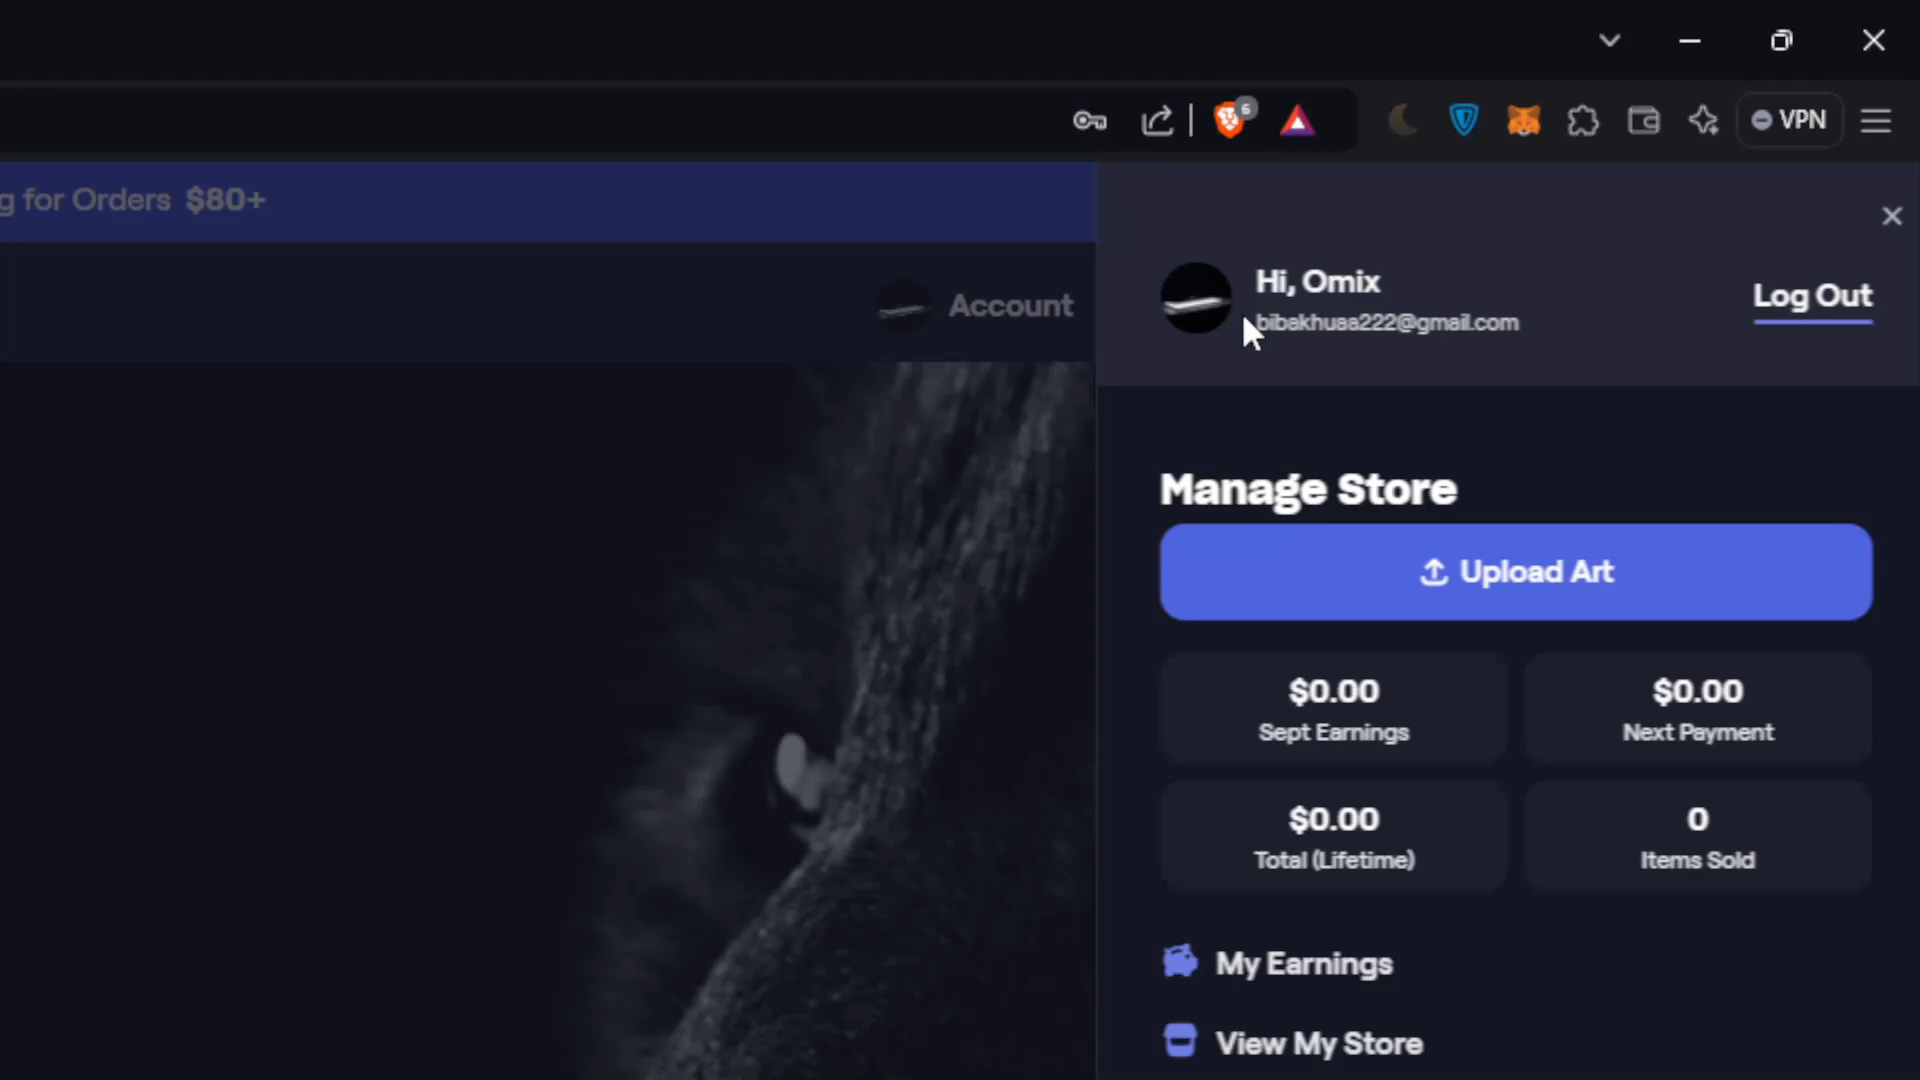 6
VPN
g for Orders $80+
Account
Hi, Omix
bibakhuaa222@gmail.com
Log Out
Manage Store
Upload Art
$0.00
Sept Earnings
$0.00
Next Payment
$0.00
Total (Lifetime)
0
Items Sold
My Earnings
View My Store